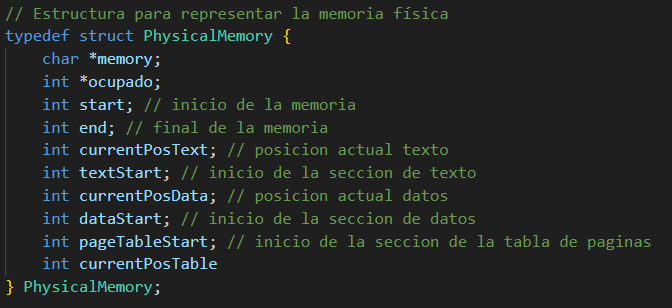 // Estructura para representar la memoria física
typedef struct PhysicalMemory {
    char *memory;
    int *ocupado;
    int start; // inicio de la memoria
    int end; // final de la memoria
    int currentPosText; // posicion actual texto
    int textStart; // inicio de la seccion de texto
    int currentPosData; // posicion actual datos
    int dataStart; // inicio de la seccion de datos
    int pageTableStart; // inicio de la seccion de la tabla de paginas
    int currentPosTable
} PhysicalMemory;